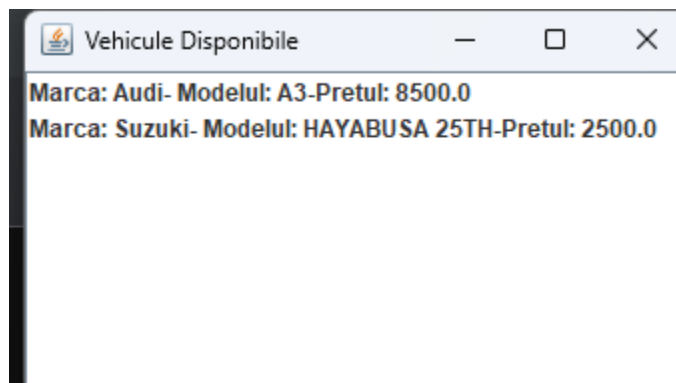 Vehicule Disponibile
Marca: Audi- Modelul: A3-Pretul: 8500.0
Marca: Suzuki- Modelul: HAYABUSA 25TH-Pretul: 2500.0